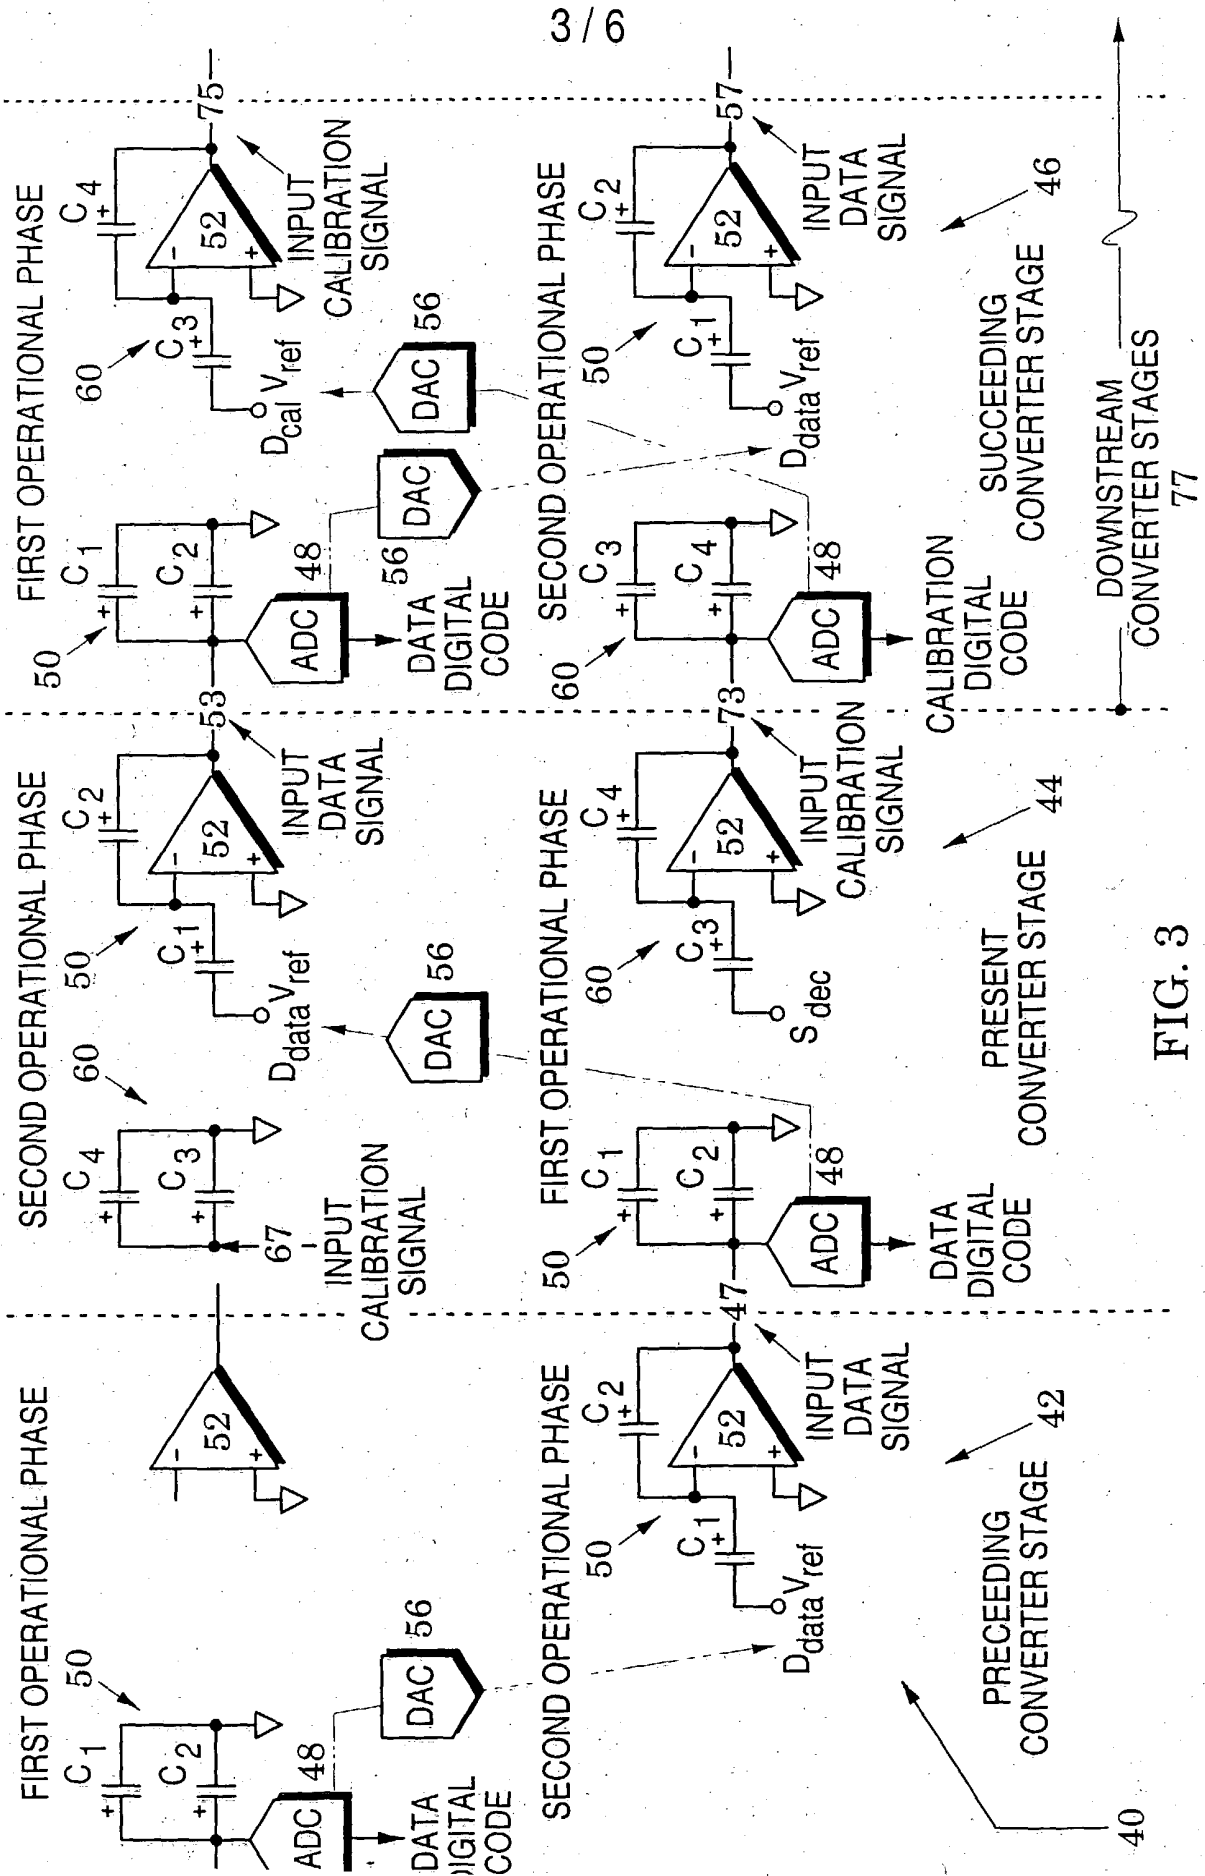 3/6
FIRST OPERATIONAL PHASE
C1
+
C2
+
50
ADC
48
DATA
DIGITAL
CODE
DAC
56
52
-
+
SECOND OPERATIONAL PHASE
50
C1
+
C2
+
52
-
+
Ddata Vref
47
INPUT
DATA
SIGNAL
PRECEEDING
CONVERTER STAGE
42
40
SECOND OPERATIONAL PHASE
60
C4
+
C3
+
67
INPUT
CALIBRATION
SIGNAL
50
C1
+
C2
+
52
-
+
Ddata Vref
DAC
56
53
INPUT
DATA
SIGNAL
FIRST OPERATIONAL PHASE
50
C1
+
C2
+
ADC
48
DATA
DIGITAL
CODE
60
C3
+
C4
+
52
-
+
Sdec
73
INPUT
CALIBRATION
SIGNAL
PRESENT
CONVERTER STAGE
44
FIRST OPERATIONAL PHASE
50
C1
+
C2
+
ADC
48
DATA
DIGITAL
CODE
DAC
56
DAC
56
60
C3
+
C4
+
52
-
+
Dcal Vref
75
INPUT
CALIBRATION
SIGNAL
SECOND OPERATIONAL PHASE
60
C3
+
C4
+
ADC
48
CALIBRATION
DIGITAL
CODE
50
C1
+
C2
+
52
-
+
Ddata Vref
57
INPUT
DATA
SIGNAL
SUCCEEDING
CONVERTER STAGE
46
DOWNSTREAM
CONVERTER STAGES
77
FIG. 3